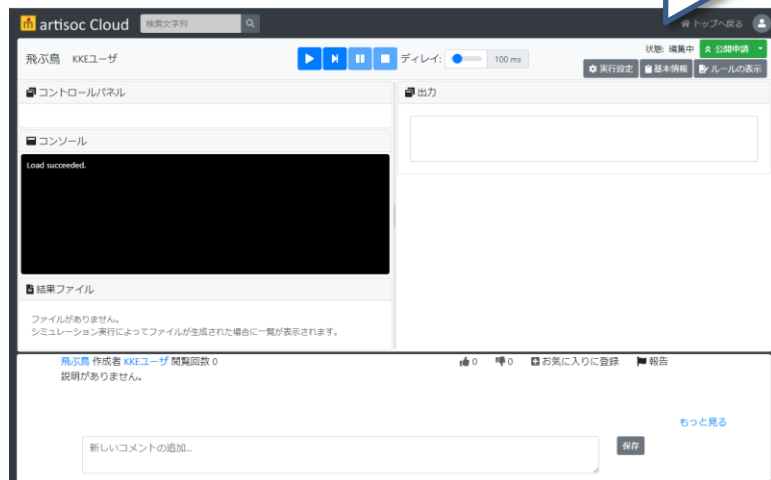 artisoc Cloud 検索文字列 トップへ戻る
飛ぶ鳥 KKEユーザ ディレイ: 100 ms 状態: 編集中 公開申請
実行設定 基本情報 ルールの表示
コントロールパネル
出力
コンソール
Load succeeded.
結果ファイル
ファイルがありません。
シミュレーション実行によってファイルが生成された場合に一覧が表示されます。
飛ぶ鳥 作成者 KKEユーザ 閲覧回数 0 0 0 お気に入りに登録 報告
説明がありません。
もっと見る
新しいコメントの追加... 保存